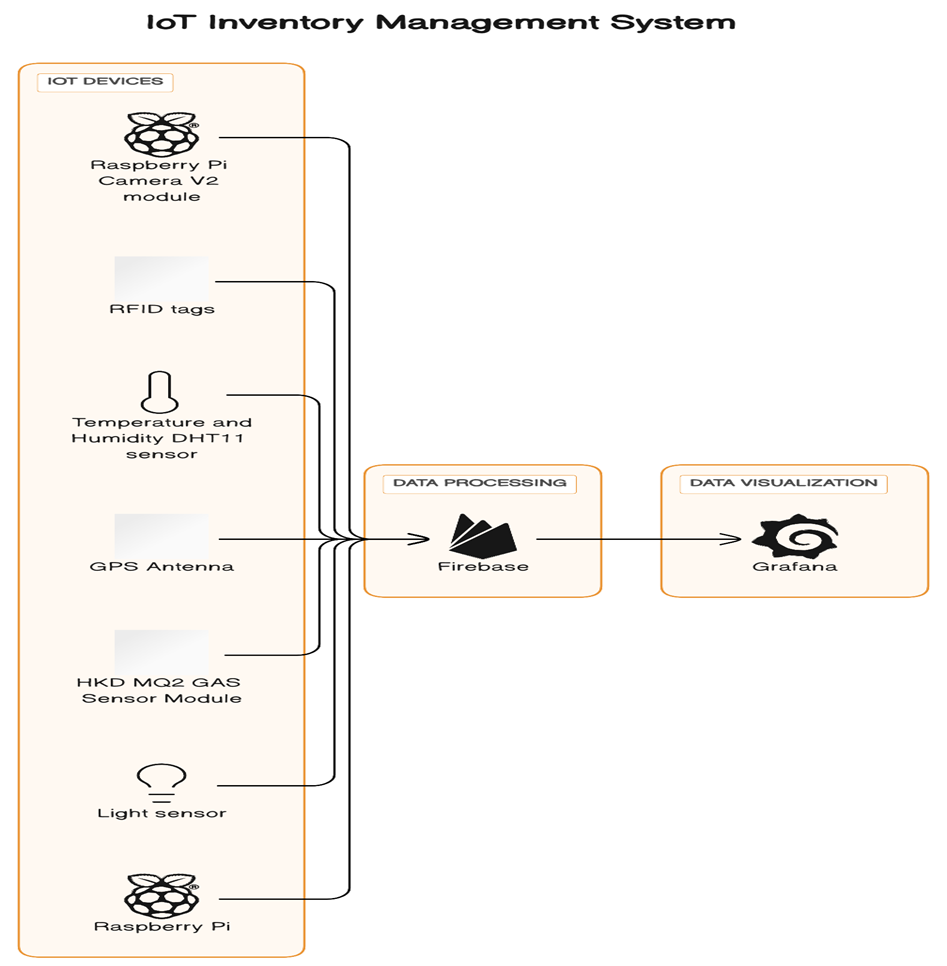 IoT Inventory Management System
IOT DEVICES
Raspberry Pi
Camera V2
module
RFID tags
Temperature and
Humidity DHT11
sensor
GPS Antenna
HKD MQ2 GAS
Sensor Module
Light sensor
Raspberry Pi
DATA PROCESSING
Firebase
DATA VISUALIZATION
Grafana